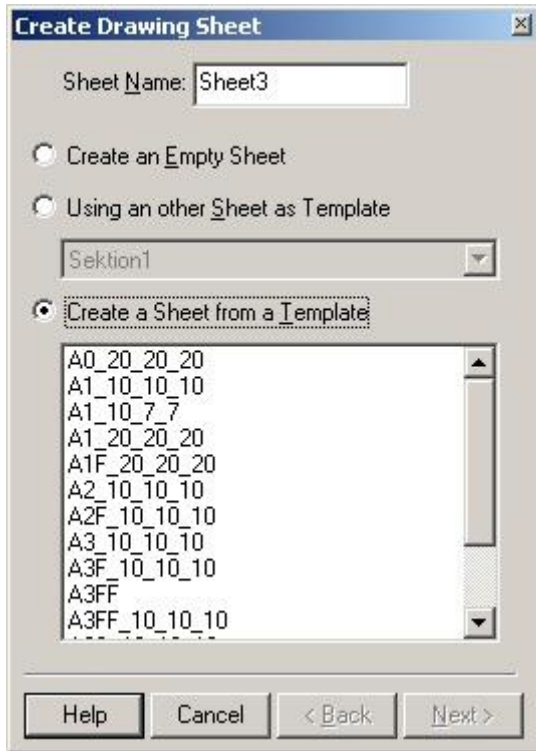 Create Drawing Sheet
Sheet Name: Sheet3
Create an Empty Sheet
Using an other Sheet as Template
Sektion1
Create a Sheet from a Template
A0_20_20_20
A1_10_10_10
A1_10_7_7
A1_20_20_20
A1F_20_20_20
A2_10_10_10
A2F_10_10_10
A3_10_10_10
A3F_10_10_10
A3FF
A3FF_10_10_10
Help Cancel < Back Next >